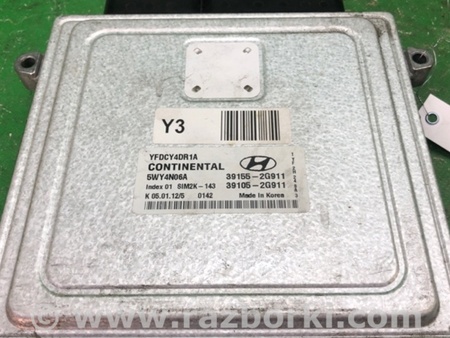 Y3
YFDCY4DR1A
CONTINENTAL
5WY4N06A 39155-2G911
Index 01 SIM2K-143 39105-2G911
K 05.01.12/5 0142 Made in Korea
www.razborki.com